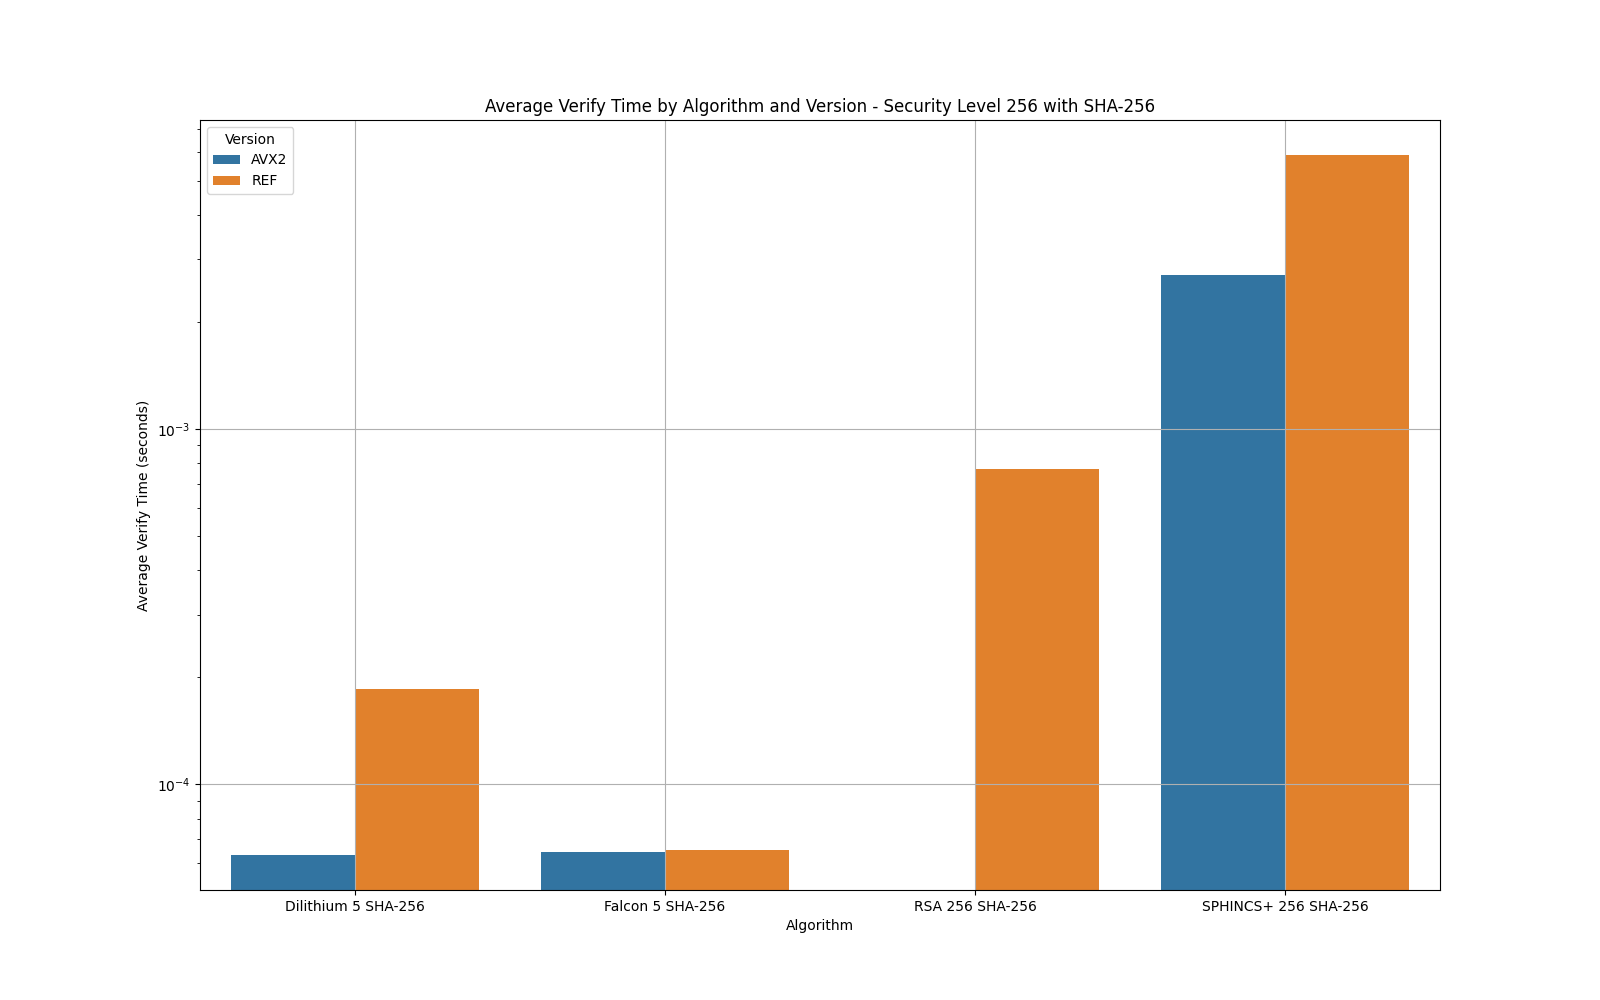 Average Verify Time by Algorithm and Version - Security Level 256 with SHA-256
Version
AVX2
REF
Average Verify Time (seconds)
10⁻³
10⁻⁴
Dilithium 5 SHA-256
Falcon 5 SHA-256
RSA 256 SHA-256
SPHINCS+ 256 SHA-256
Algorithm